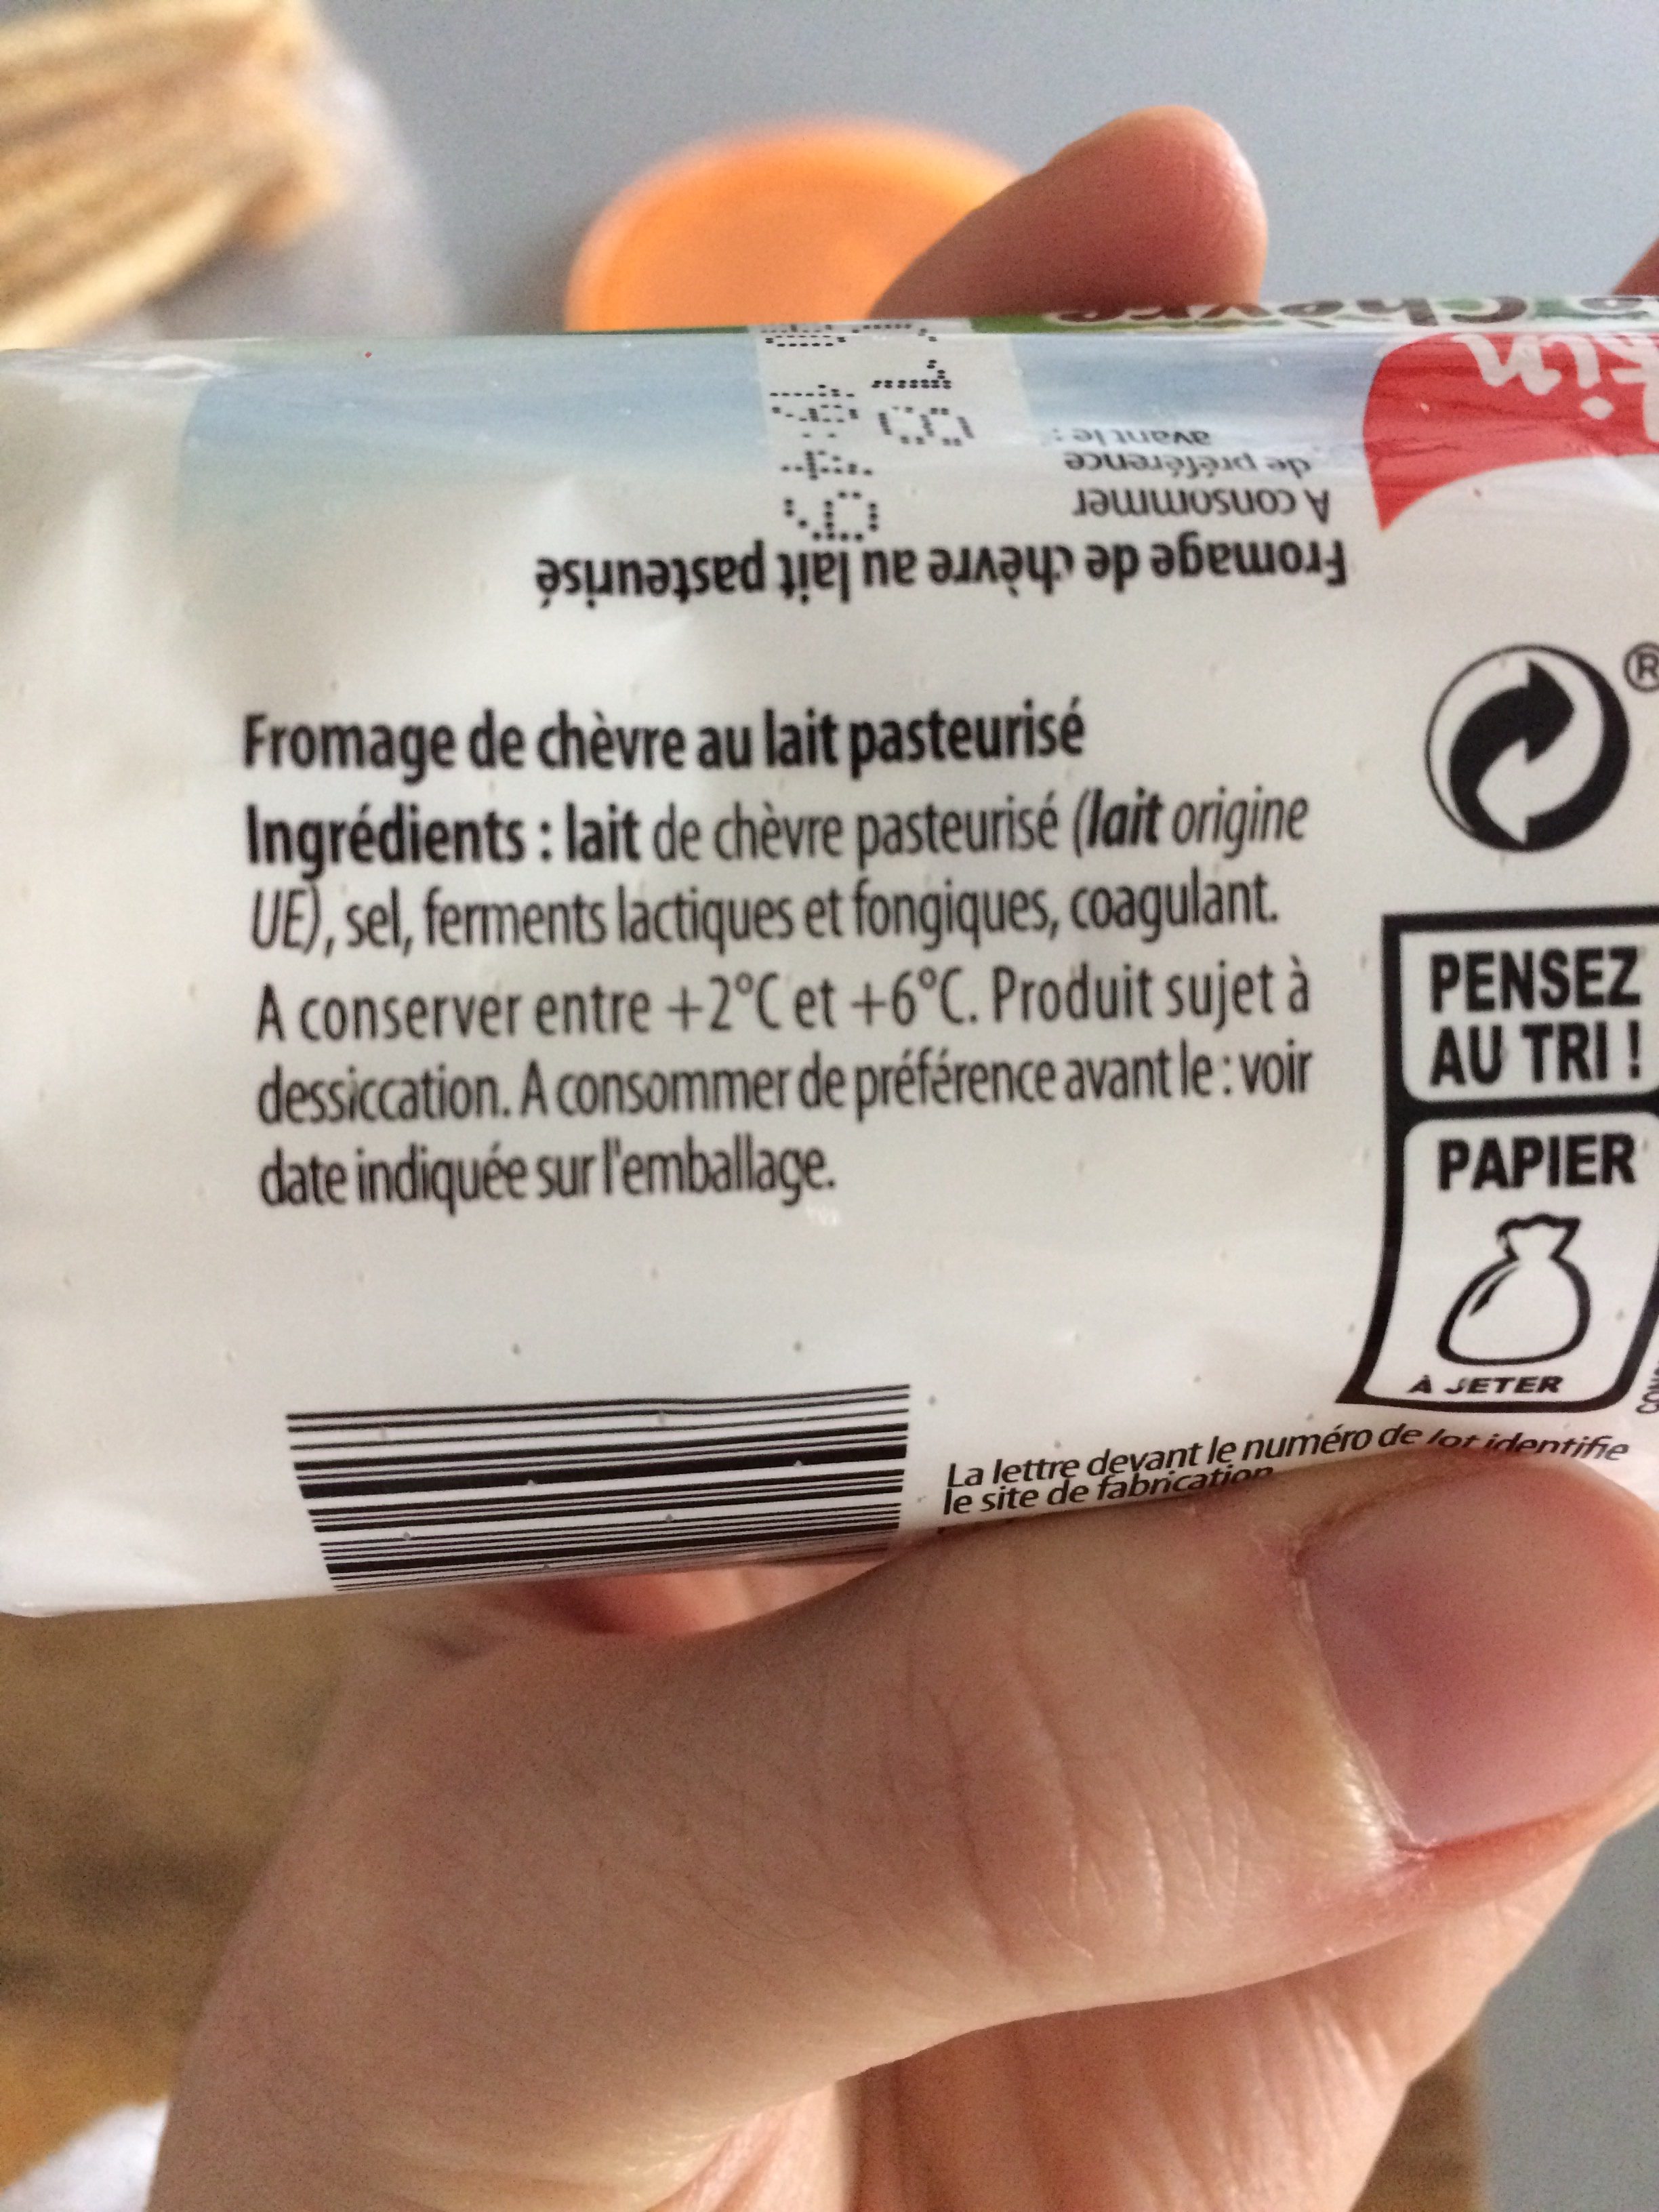 Chèvre
A consommer
de préférence
avant le :
Fromage de chèvre au lait pasteurisé
Fromage de chèvre au lait pasteurisé
Ingrédients : lait de chèvre pasteurisé (lait origine
UE), sel, ferments lactiques et fongiques, coagulant.
A conserver entre +2°C et +6°C. Produit sujet à
dessiccation. A consommer de préférence avant le : voir
date indiquée sur l'emballage.
®
PENSEZ
AU TRI !
PAPIER
À JETER
La lettre devant le numéro de lot identifie
le site de fabrication